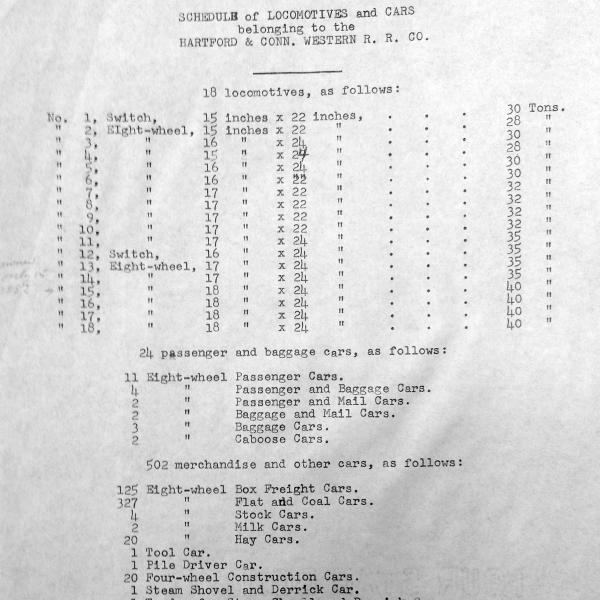 SCHEDULE of LOCOMOTIVES and CARS
belonging to the
HARTFORD & CONN. WESTERN R. R. CO.
18 locomotives, as follows:
No. 1, Switch, 15 inches x 22 inches, . . . 30 Tons.
" 2, EIght-wheel, 15 inches x 22 " . . . 28 "
" 3, " 16 " x 24 " . . . 30 "
" 4, " 15 " x 24 " . . . 28 "
" 5, " 16 " x 24 " . . . 30 "
" 6, " 16 " x 22 " . . . 30 "
" 7, " 17 " x 22 " . . . 32 "
" 8, " 17 " x 22 " . . . 32 "
" 9, " 17 " x 22 " . . . 32 "
" 10, " 17 " x 22 " . . . 32 "
" 11, " 17 " x 24 " . . . 35 "
" 12, Switch, 16 " x 24 " . . . 35 "
" 13, Eight-wheel, 17 " x 24 " . . . 35 "
" 14, " 17 " x 24 " . . . 35 "
" 15, " 18 " x 24 " . . . 40 "
" 16, " 18 " x 24 " . . . 40 "
" 17, " 18 " x 24 " . . . 40 "
" 18, " 18 " x 24 " . . . 40 "
24 passenger and baggage cars, as follows:
11 Eight-wheel Passenger Cars.
4 " Passenger and Baggage Cars.
2 " Passenger and Mail Cars.
2 " Baggage and Mail Cars.
3 " Baggage Cars.
2 " Caboose Cars.
502 merchandise and other cars, as follows:
125 Eight-wheel Box Freight Cars.
327 " Flat and Coal Cars.
4 " Stock Cars.
2 " Milk Cars.
20 " Hay Cars.
1 Tool Car.
1 Pile Driver Car.
20 Four-wheel Construction Cars.
1 Steam Shovel and Derrick Car.